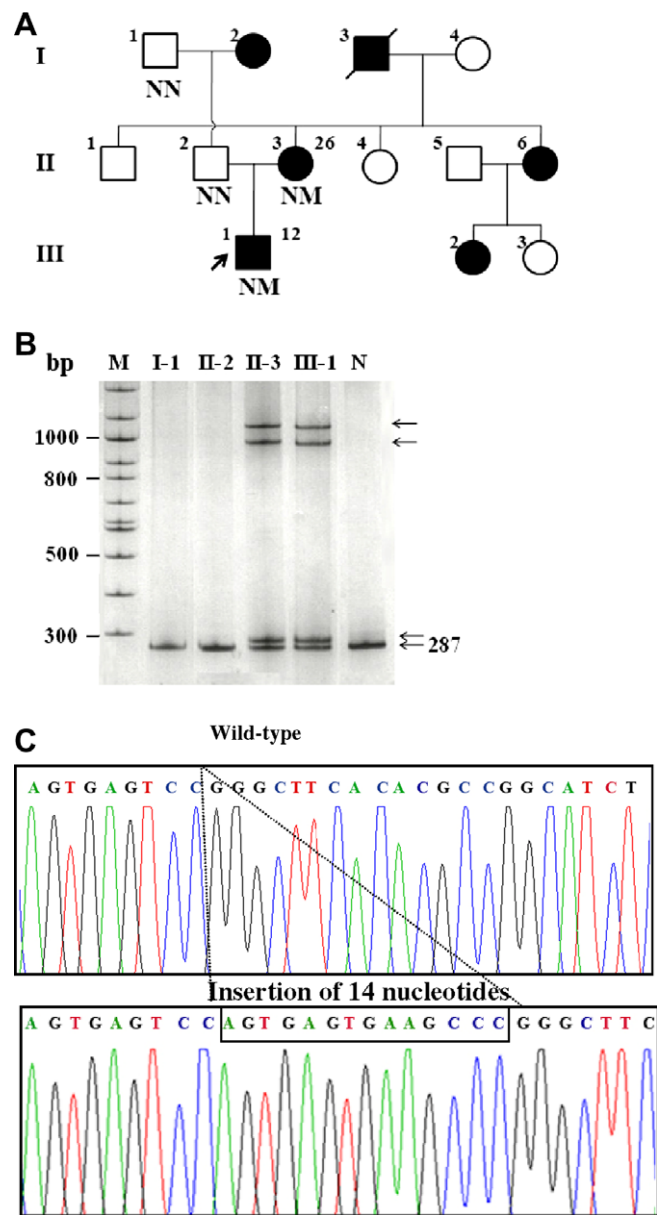 A
I
1
2
3
4
NN
II
1
2
3
26
4
5
6
NN
NM
III
1
12
2
3
NM
B
bp M I-1 II-2 II-3 III-1 N
1000
800
500
300
287
C
Wild-type
AGTGAGTCCGGGCTTCACACGCCGGCATCT
Insertion of 14 nucleotides
AGTGAGTCCAGTGAGTGAAGCCCGGGCTTC